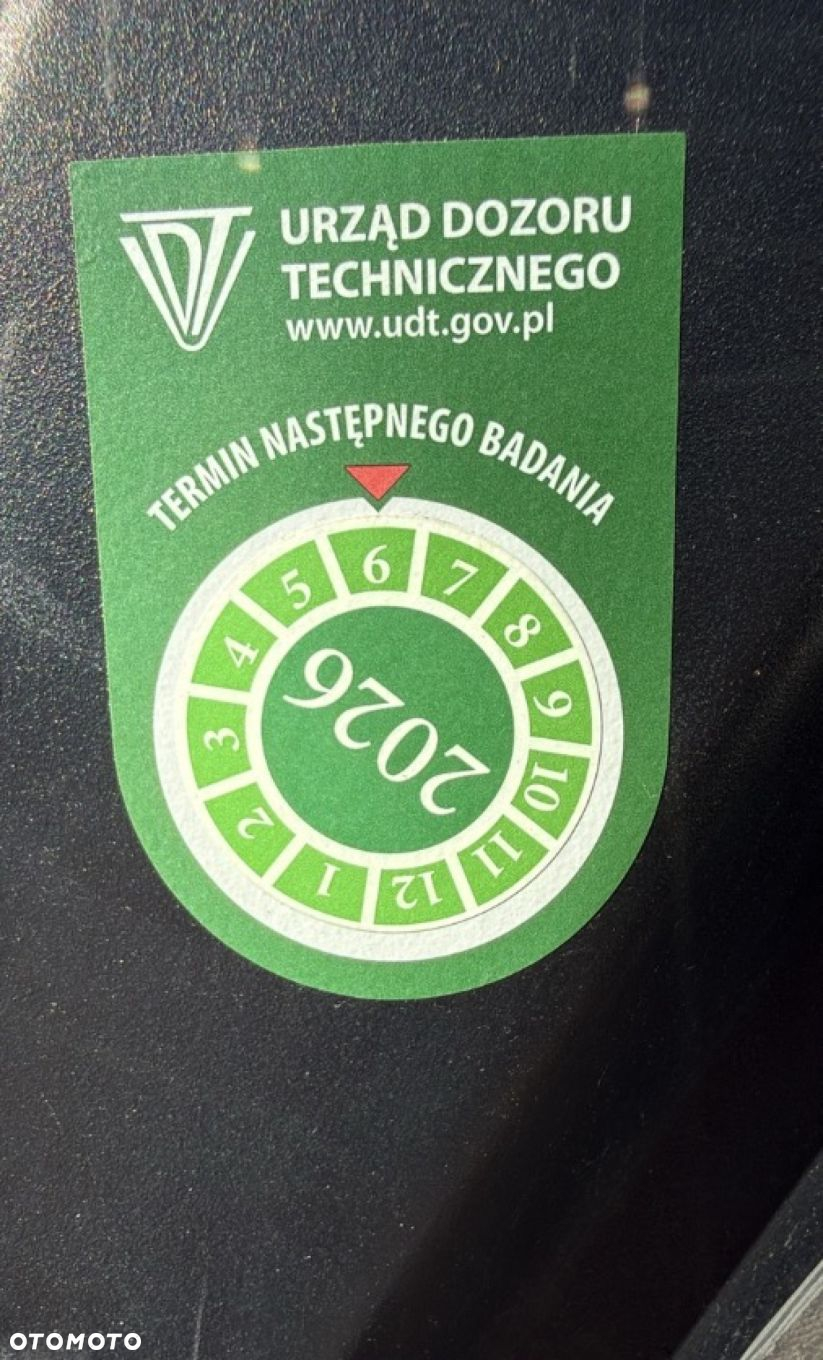 UDT
URZĄD DOZORU
TECHNICZNEGO
www.udt.gov.pl
TERMIN NASTĘPNEGO BADANIA
1 2 3 4 5 6 7 8 9 10 11 12
2026
OTOMOTO